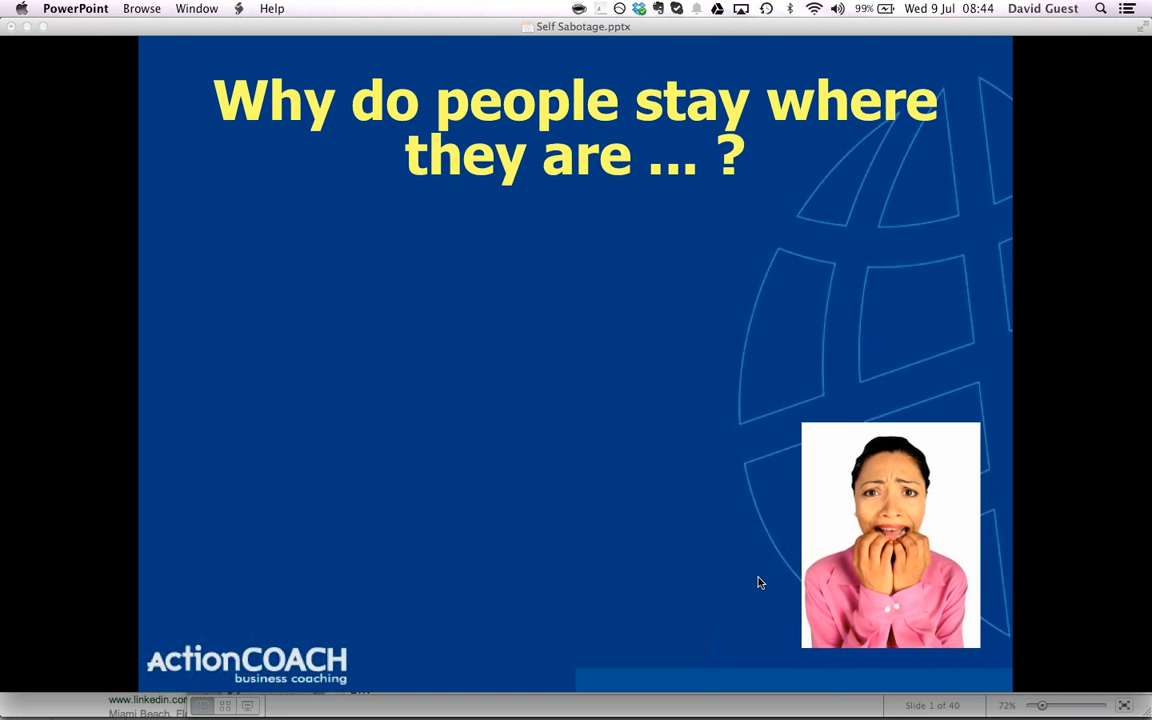 PowerPoint Browse Window Help 99% Wed 9 Jul 08:44 David Guest
Self Sabotage.pptx
Why do people stay where
they are ... ?
actionCOACH
business coaching
www.linkedin.com
Slide 1 of 40 72%
Miami Beach, Fl